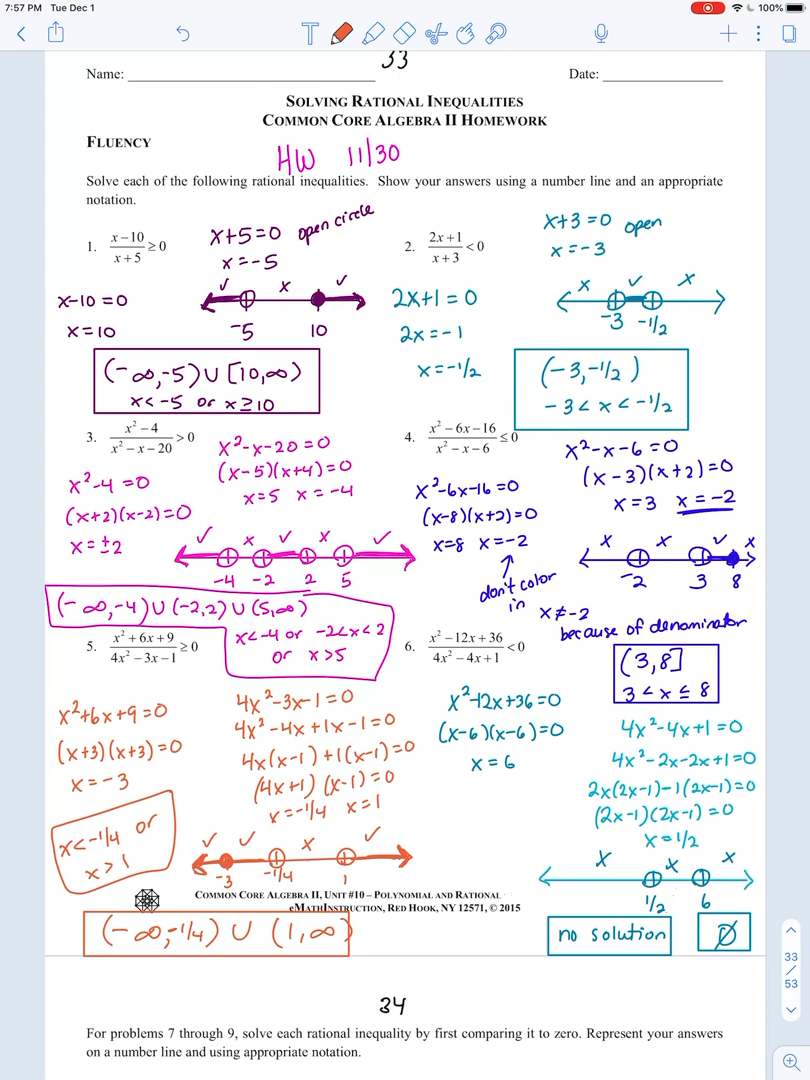 7:57 PM Tue Dec 1
100%
33
Name: Date:
SOLVING RATIONAL INEQUALITIES
COMMON CORE ALGEBRA II HOMEWORK
FLUENCY
HW 11/30
Solve each of the following rational inequalities. Show your answers using a number line and an appropriate
notation.
1. (x−10)/(x+5) ≥ 0
x+5=0 open circle
x=-5
✓ x ✓
x-10=0
x=10
-5 10
(-∞,-5)∪[10,∞)
x<-5 or x≥10
2. (2x+1)/(x+3) < 0
x+3=0 open
x=-3
x ✓ x
2x+1=0
2x=-1
x=-1/2
-3 -1/2
(-3,-1/2)
-3<x<-1/2
3. (x²−4)/(x²−x−20) > 0
x²-x-20=0
(x-5)(x+4)=0
x=5 x=-4
x²-4=0
(x+2)(x-2)=0
x=±2
✓ x ✓ x ✓
-4 -2 2 5
(-∞,-4)∪(-2,2)∪(5,∞)
x<-4 or -2<x<2
or x>5
4. (x²−6x−16)/(x²−x−6) ≤ 0
x²-x-6=0
(x-3)(x+2)=0
x=3 x=-2
x²-6x-16=0
(x-8)(x+2)=0
x=8 x=-2
don't color
in
x x ✓ x
-2 3 8
x≠-2
because of denominator
(3,8]
3<x≤8
5. (x²+6x+9)/(4x²−3x−1) ≥ 0
x²+6x+9=0
(x+3)(x+3)=0
x=-3
4x²-3x-1=0
4x²-4x+1x-1=0
4x(x-1)+1(x-1)=0
(4x+1)(x-1)=0
x=-1/4 x=1
x<-1/4 or
x>1
✓ ✓ x ✓
-3 -1/4 1
(-∞,-1/4) ∪ (1,∞)
6. (x²−12x+36)/(4x²−4x+1) < 0
x²-12x+36=0
(x-6)(x-6)=0
x=6
4x²-4x+1=0
4x²-2x-2x+1=0
2x(2x-1)-1(2x-1)=0
(2x-1)(2x-1)=0
x=1/2
x x x
1/2 6
no solution
∅
COMMON CORE ALGEBRA II, UNIT #10 – POLYNOMIAL AND RATIONAL
eMATHINSTRUCTION, RED HOOK, NY 12571, © 2015
33
/
53
34
For problems 7 through 9, solve each rational inequality by first comparing it to zero. Represent your answers
on a number line and using appropriate notation.